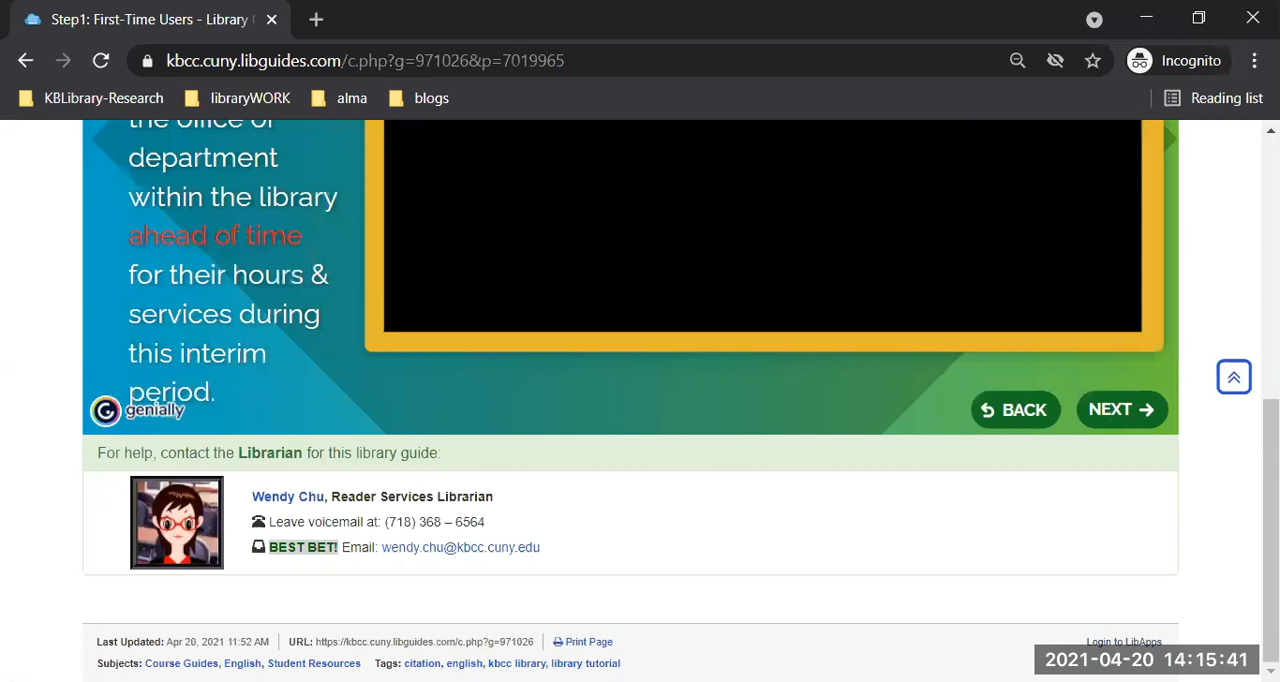 Step1: First-Time Users - Library
kbcc.cuny.libguides.com/c.php?g=971026&p=7019965
Incognito
KBLibrary-Research libraryWORK alma blogs Reading list
the office or
department
within the library
ahead of time
for their hours &
services during
this interim
period.
genially
BACK NEXT
For help, contact the Librarian for this library guide:
Wendy Chu, Reader Services Librarian
Leave voicemail at: (718) 368 – 6564
BEST BET! Email: wendy.chu@kbcc.cuny.edu
Last Updated: Apr 20, 2021 11:52 AM URL: https://kbcc.cuny.libguides.com/c.php?g=971026 Print Page Login to LibApps
Subjects: Course Guides, English, Student Resources Tags: citation, english, kbcc library, library tutorial
2021-04-20 14:15:41